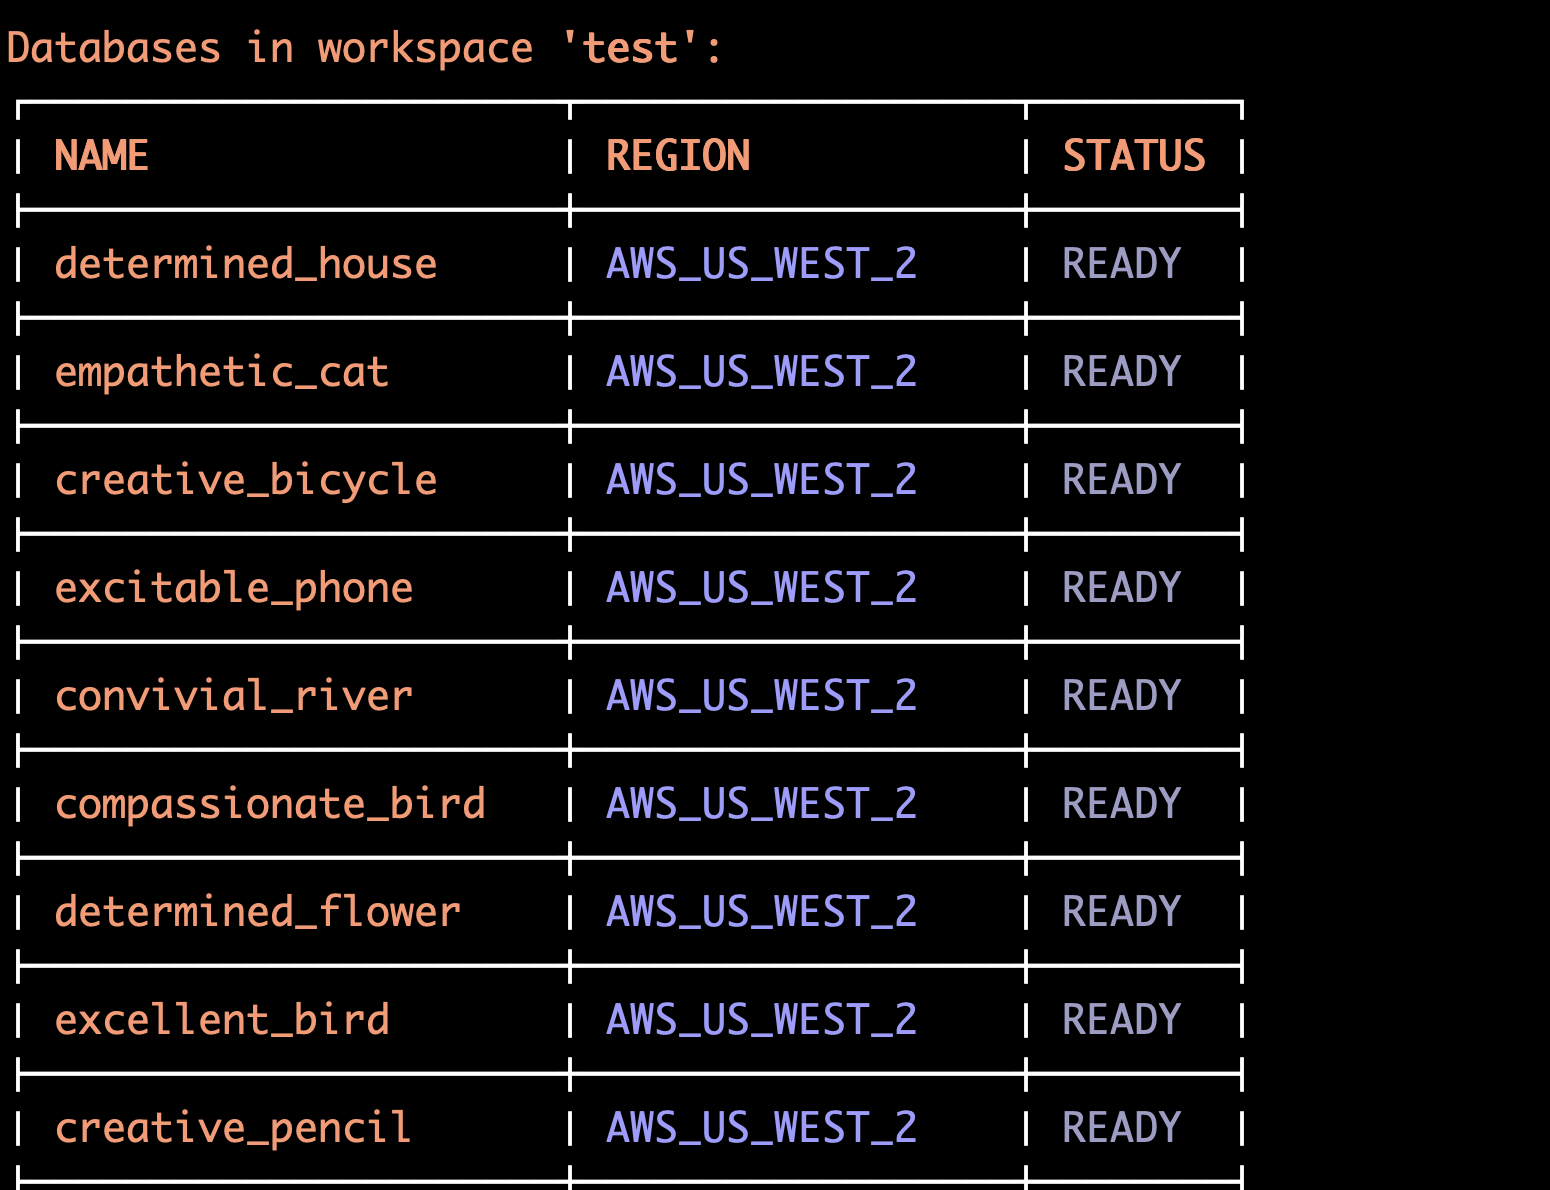 Databases in workspace 'test':
NAME REGION STATUS
determined_house AWS_US_WEST_2 READY
empathetic_cat AWS_US_WEST_2 READY
creative_bicycle AWS_US_WEST_2 READY
excitable_phone AWS_US_WEST_2 READY
convivial_river AWS_US_WEST_2 READY
compassionate_bird AWS_US_WEST_2 READY
determined_flower AWS_US_WEST_2 READY
excellent_bird AWS_US_WEST_2 READY
creative_pencil AWS_US_WEST_2 READY